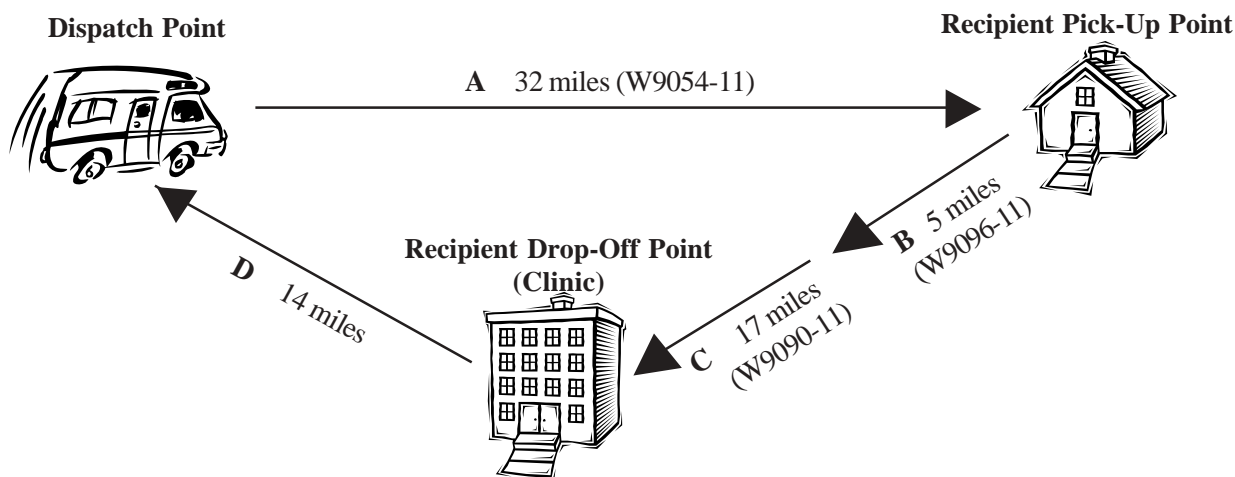 Dispatch Point
Recipient Pick-Up Point
A 32 miles (W9054-11)
B 5 miles
(W9096-11)
Recipient Drop-Off Point
(Clinic)
C 17 miles
(W9090-11)
D 14 miles